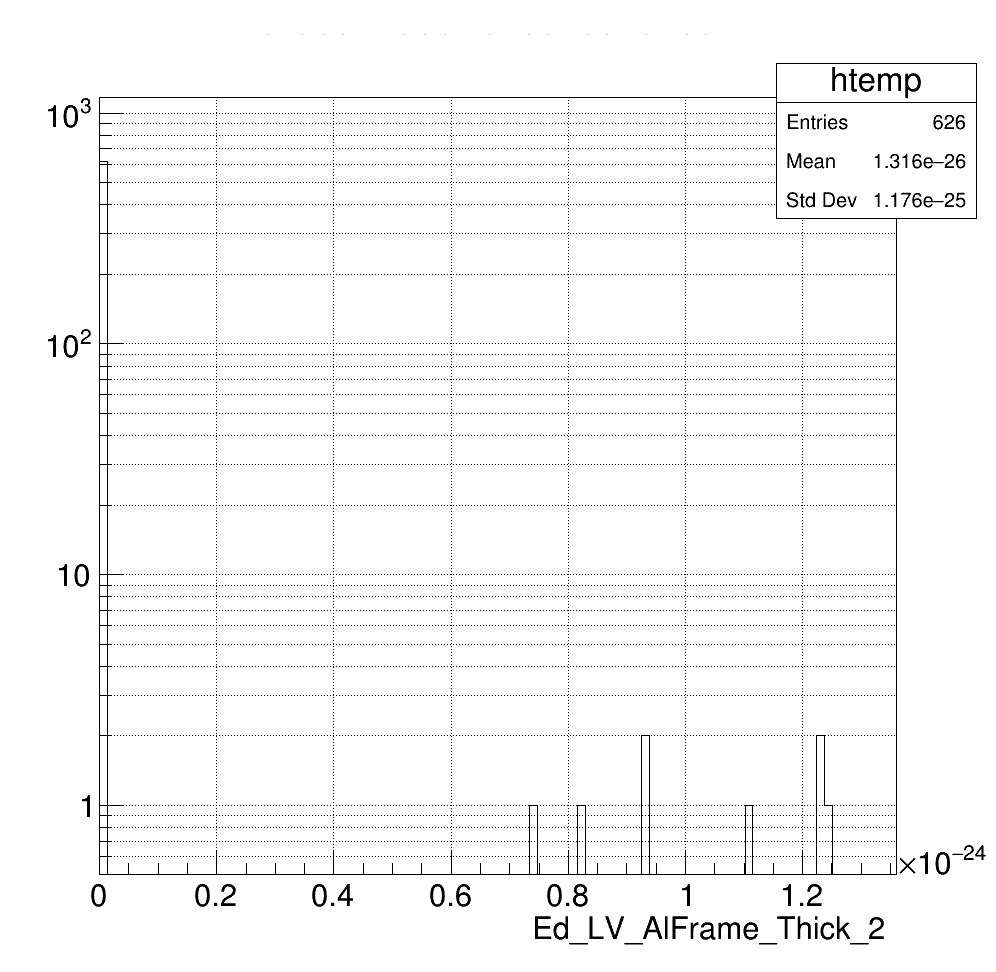 htemp
Entries 626
Mean 1.316e−26
Std Dev 1.176e−25
10³
10²
10
1
0 0.2 0.4 0.6 0.8 1 1.2
×10⁻²⁴
Ed_LV_AlFrame_Thick_2